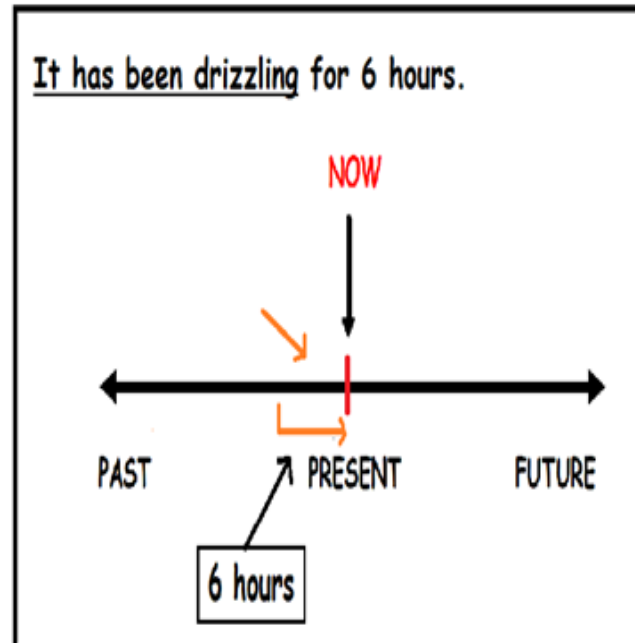 It has been drizzling for 6 hours.
NOW
PAST PRESENT FUTURE
6 hours